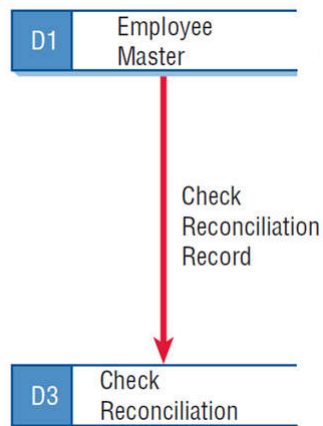 D1
Employee
Master
Check
Reconciliation
Record
D3
Check
Reconciliation